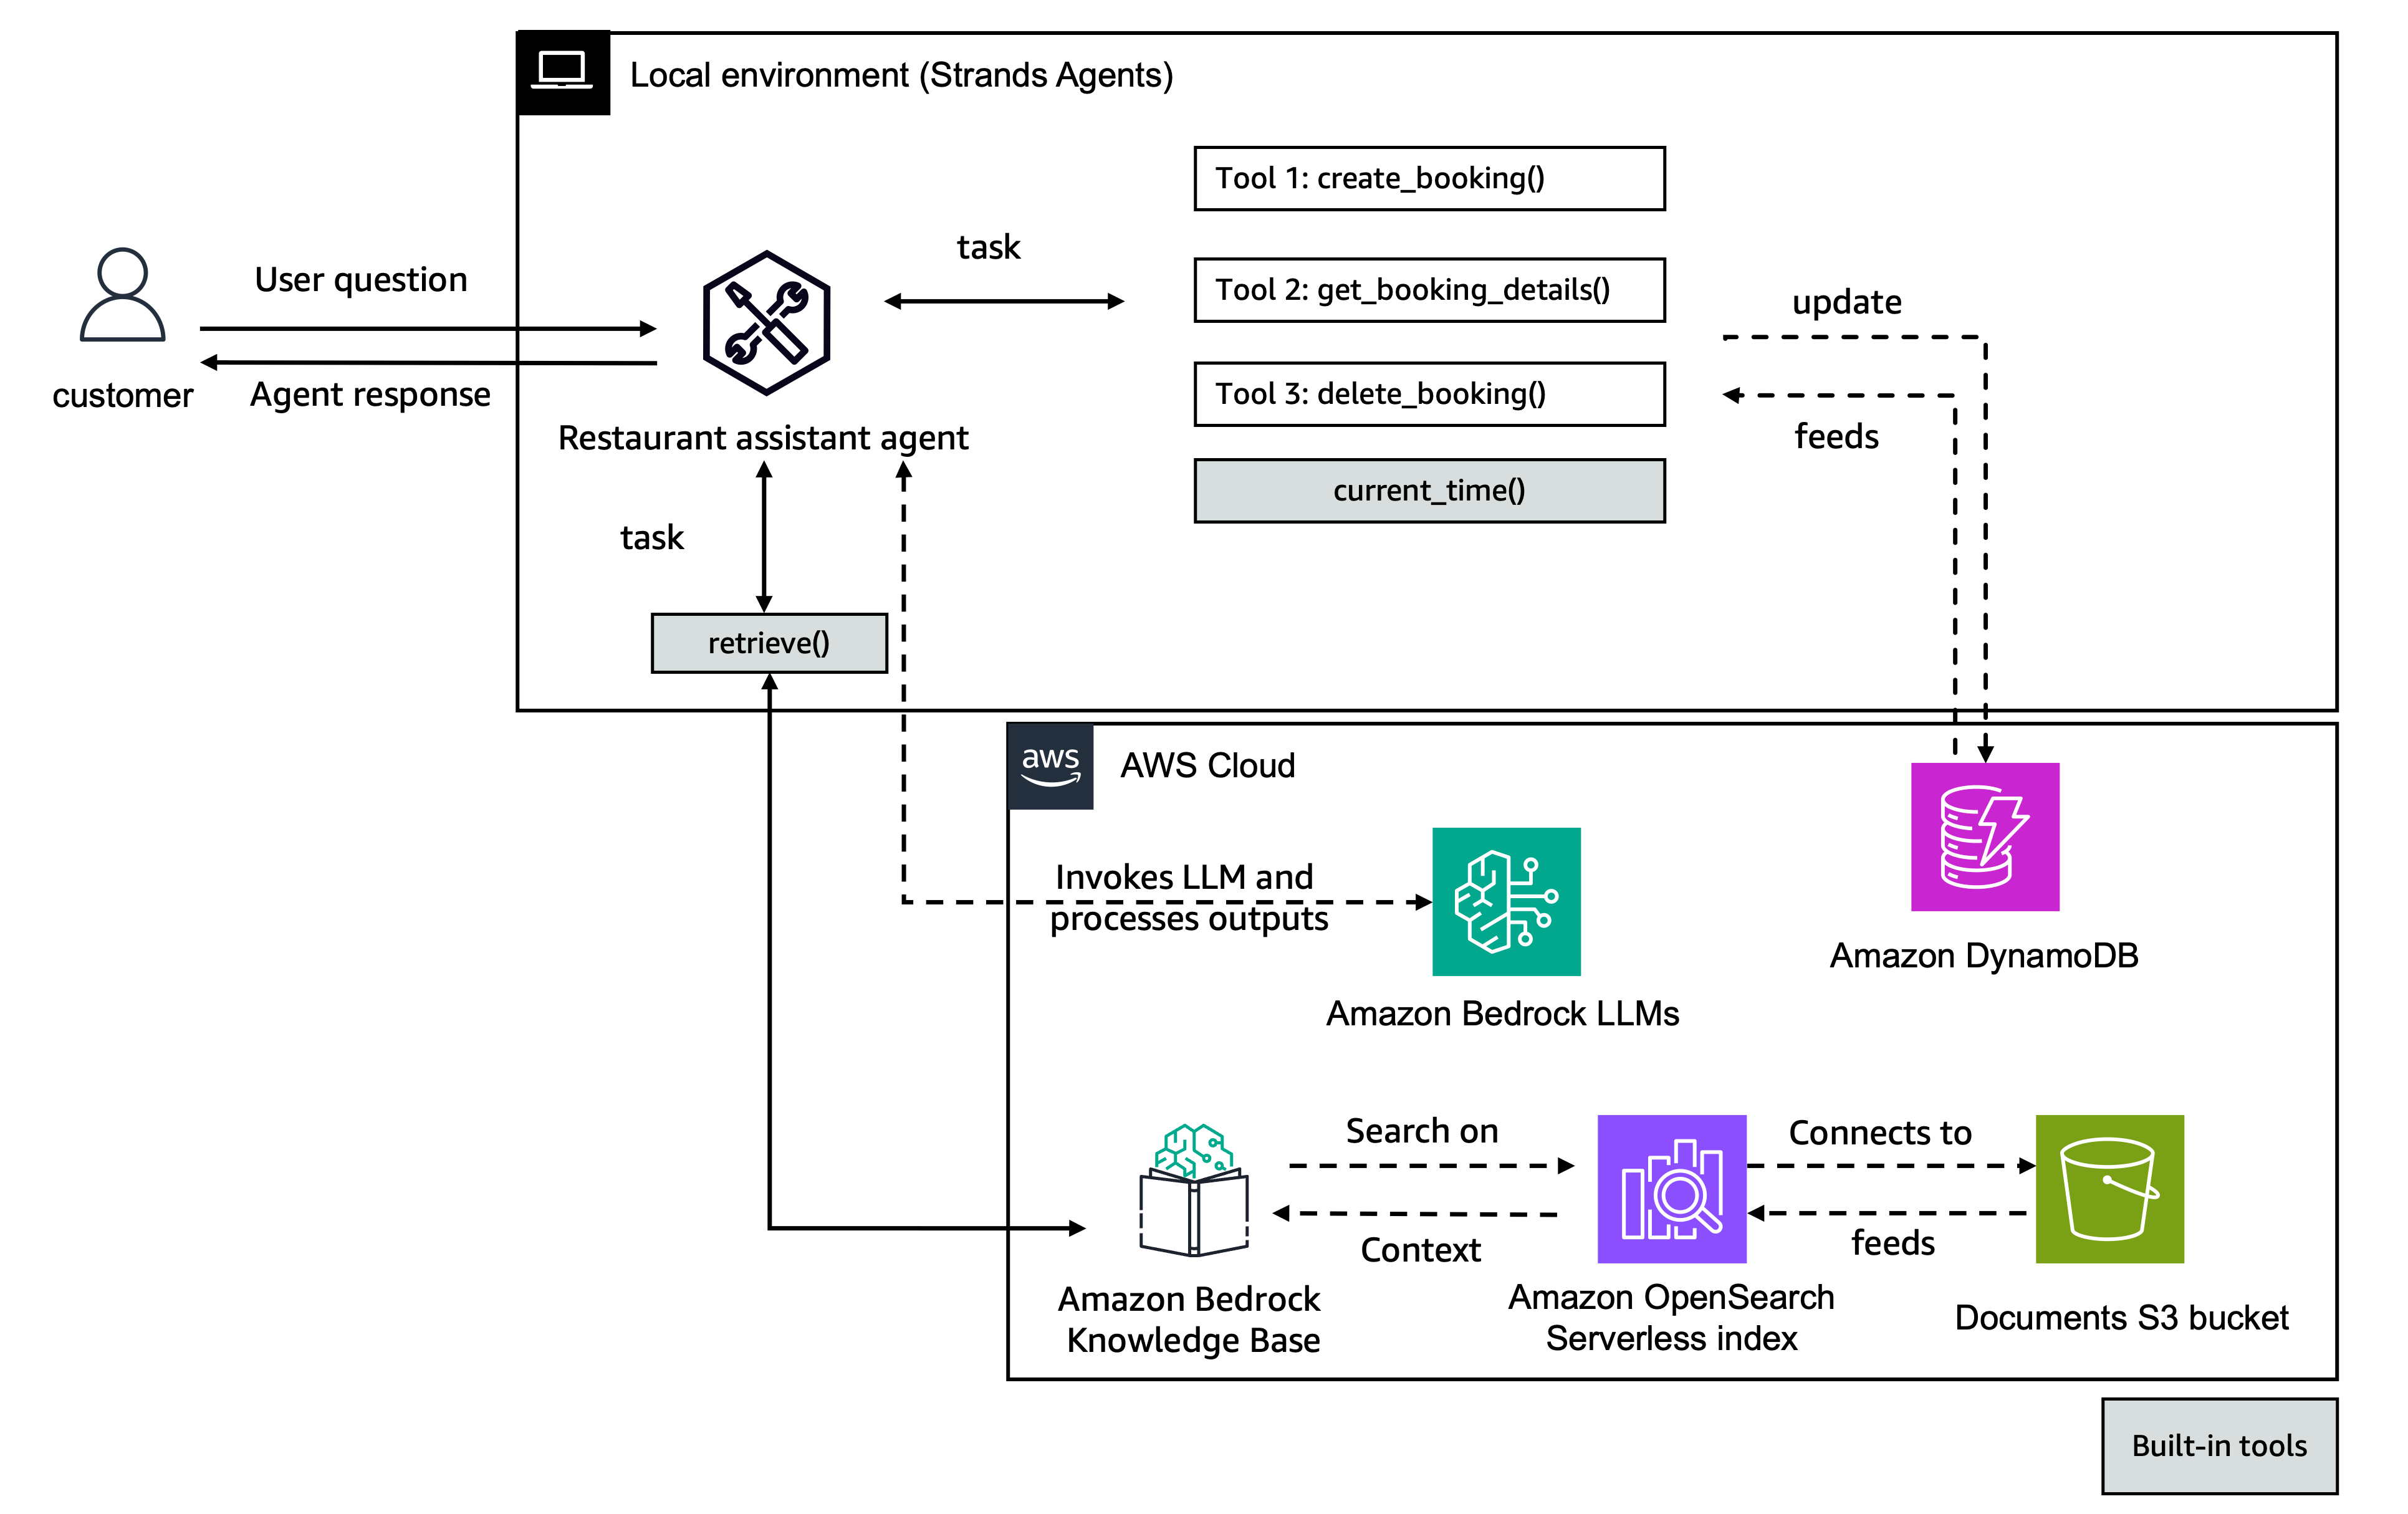 Local environment (Strands Agents)
Tool 1: create_booking()
task
User question
Tool 2: get_booking_details()
update
customer
Agent response
Tool 3: delete_booking()
feeds
Restaurant assistant agent
current_time()
task
retrieve()
aws
AWS Cloud
Invokes LLM and
processes outputs
Amazon DynamoDB
Amazon Bedrock LLMs
Search on
Connects to
Context
feeds
Amazon Bedrock
Knowledge Base
Amazon OpenSearch
Serverless index
Documents S3 bucket
Built-in tools